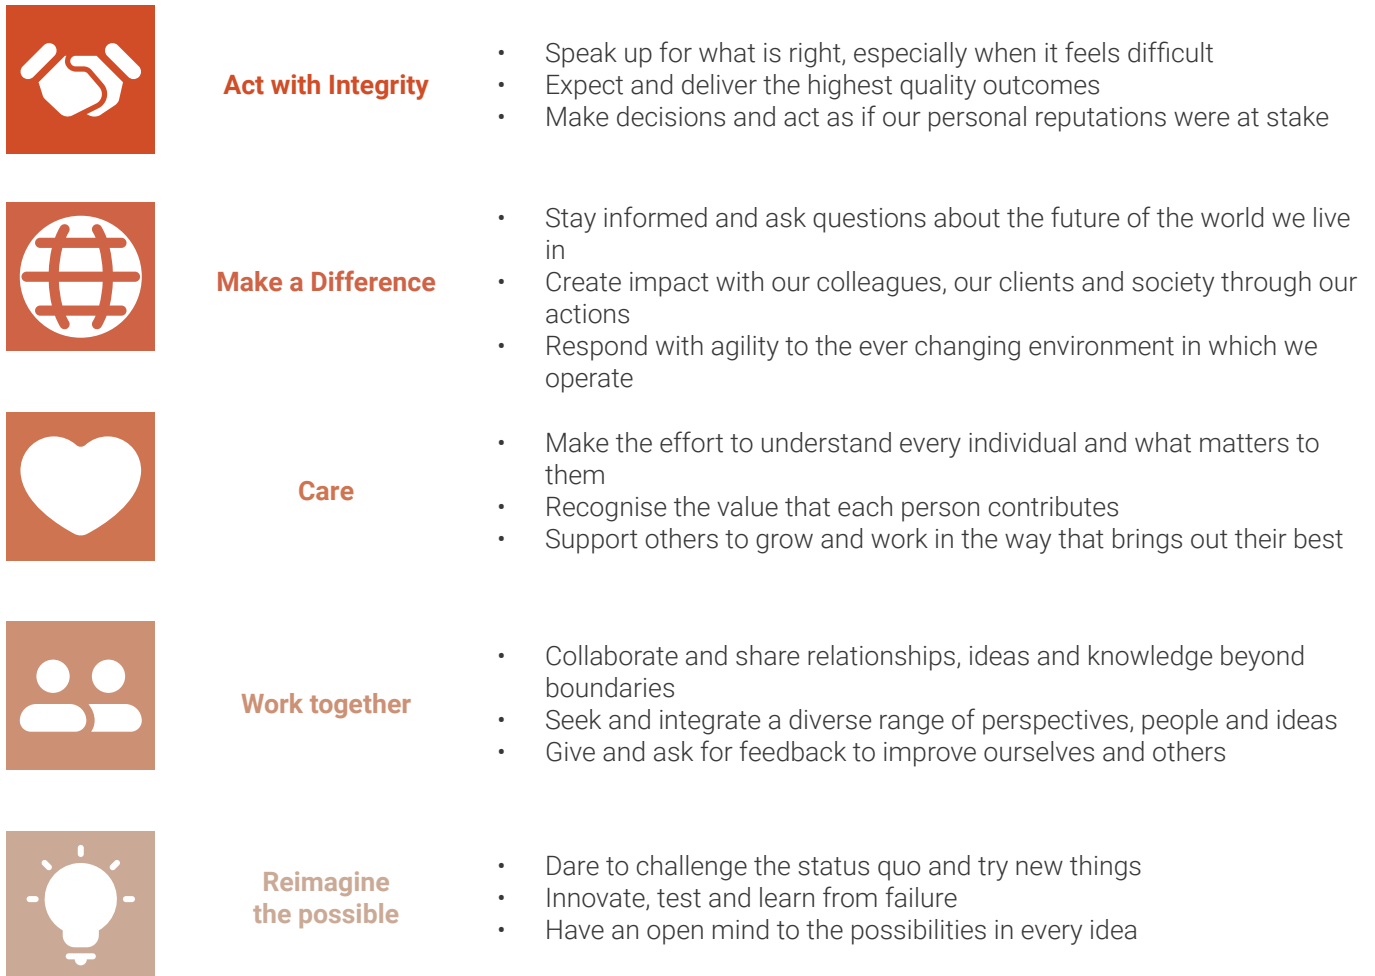 Act with Integrity
• Speak up for what is right, especially when it feels difficult
• Expect and deliver the highest quality outcomes
• Make decisions and act as if our personal reputations were at stake
Make a Difference
• Stay informed and ask questions about the future of the world we live
in
• Create impact with our colleagues, our clients and society through our
actions
• Respond with agility to the ever changing environment in which we
operate
Care
• Make the effort to understand every individual and what matters to
them
• Recognise the value that each person contributes
• Support others to grow and work in the way that brings out their best
Work together
• Collaborate and share relationships, ideas and knowledge beyond
boundaries
• Seek and integrate a diverse range of perspectives, people and ideas
• Give and ask for feedback to improve ourselves and others
Reimagine
the possible
• Dare to challenge the status quo and try new things
• Innovate, test and learn from failure
• Have an open mind to the possibilities in every idea